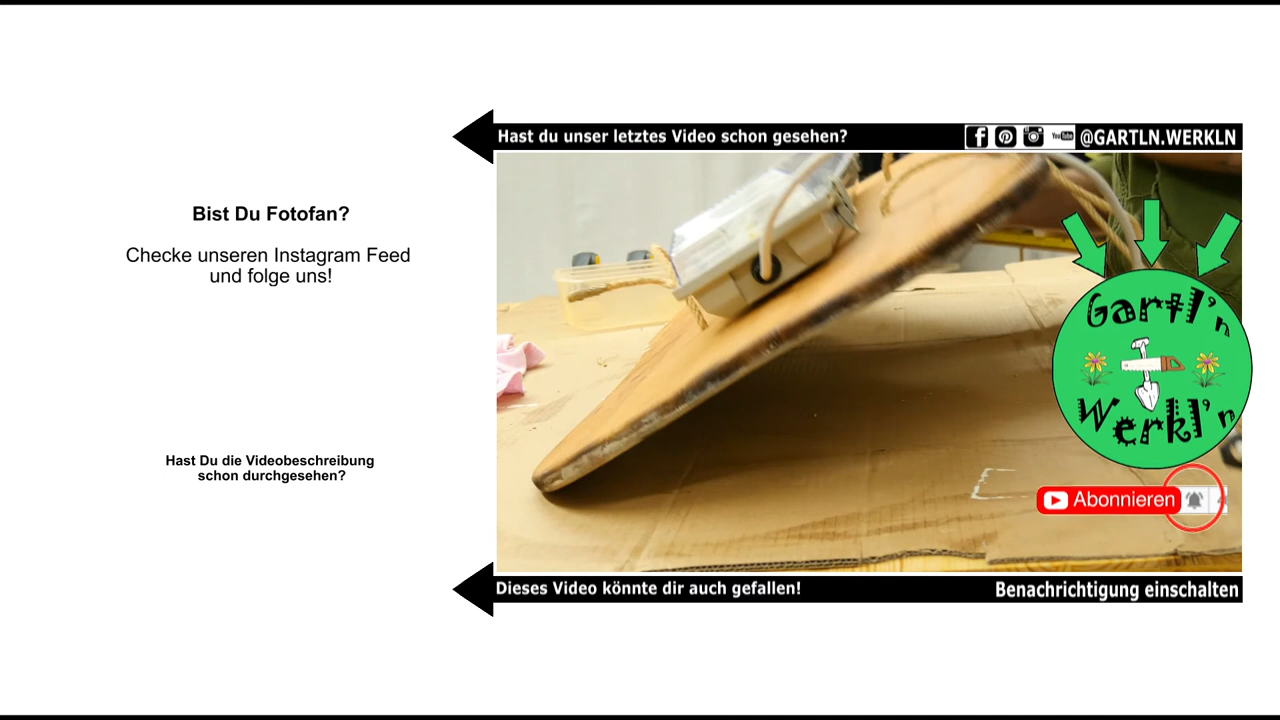 Hast du unser letztes Video schon gesehen?
YouTube
@GARTLN.WERKLN
Bist Du Fotofan?
Checke unseren Instagram Feed
und folge uns!
Gartl'n
Werkl'n
Hast Du die Videobeschreibung
schon durchgesehen?
Abonnieren
Dieses Video könnte dir auch gefallen!
Benachrichtigung einschalten